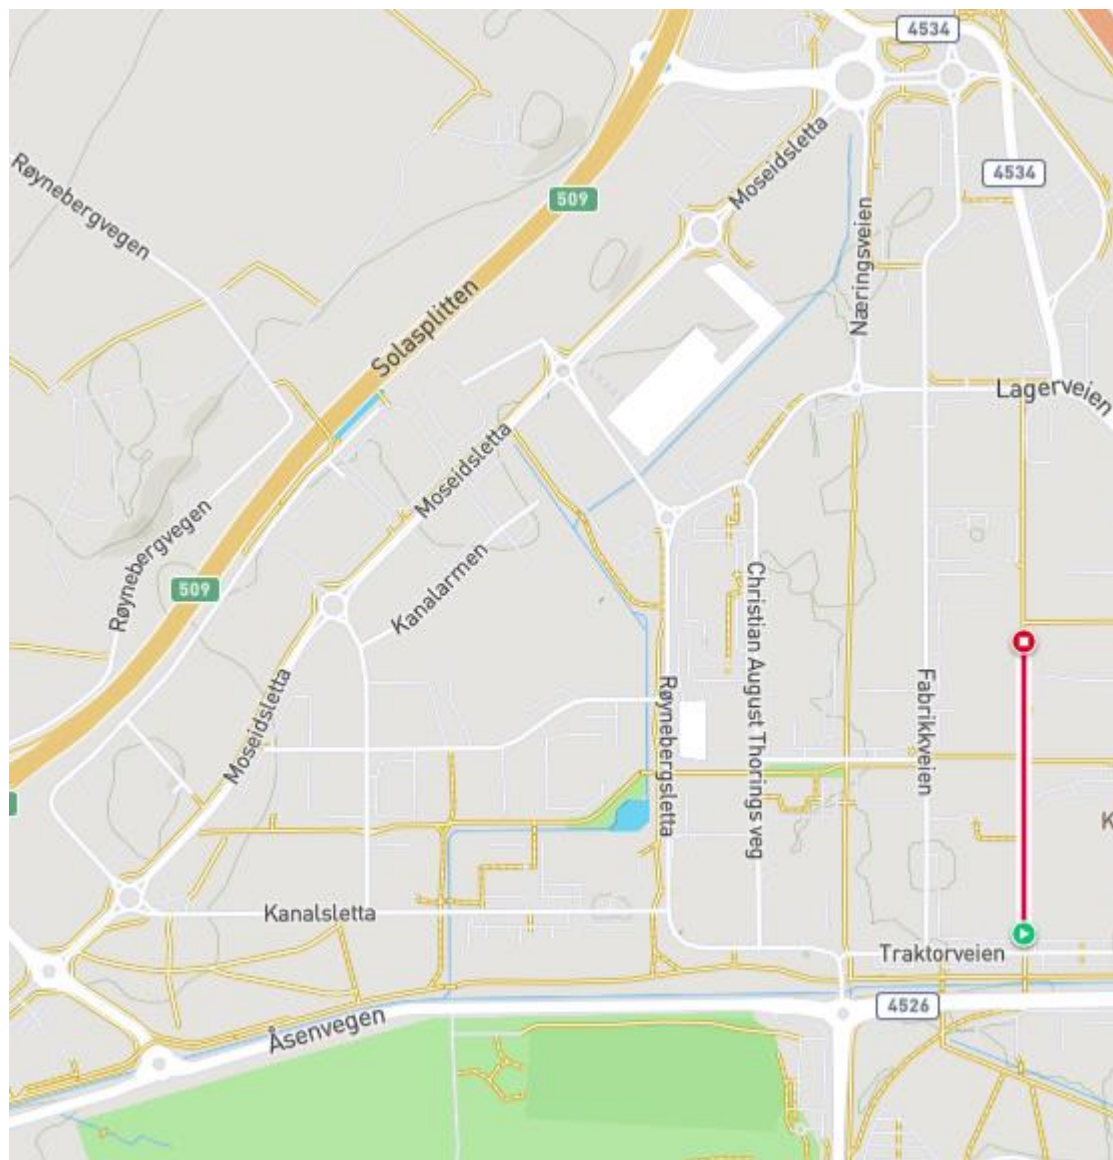 4534
Moseidsletta
Røynebergvegen
4534
509
Næringsveien
Solasplitten
Lagerveien
Moseidsletta
Røynebergvegen
509
Kanalarmen
Christian August Thorings veg
Fabrikkveien
Moseidsletta
Røynebergsletta
K
Kanalsletta
Traktorveien
4526
Åsenvegen